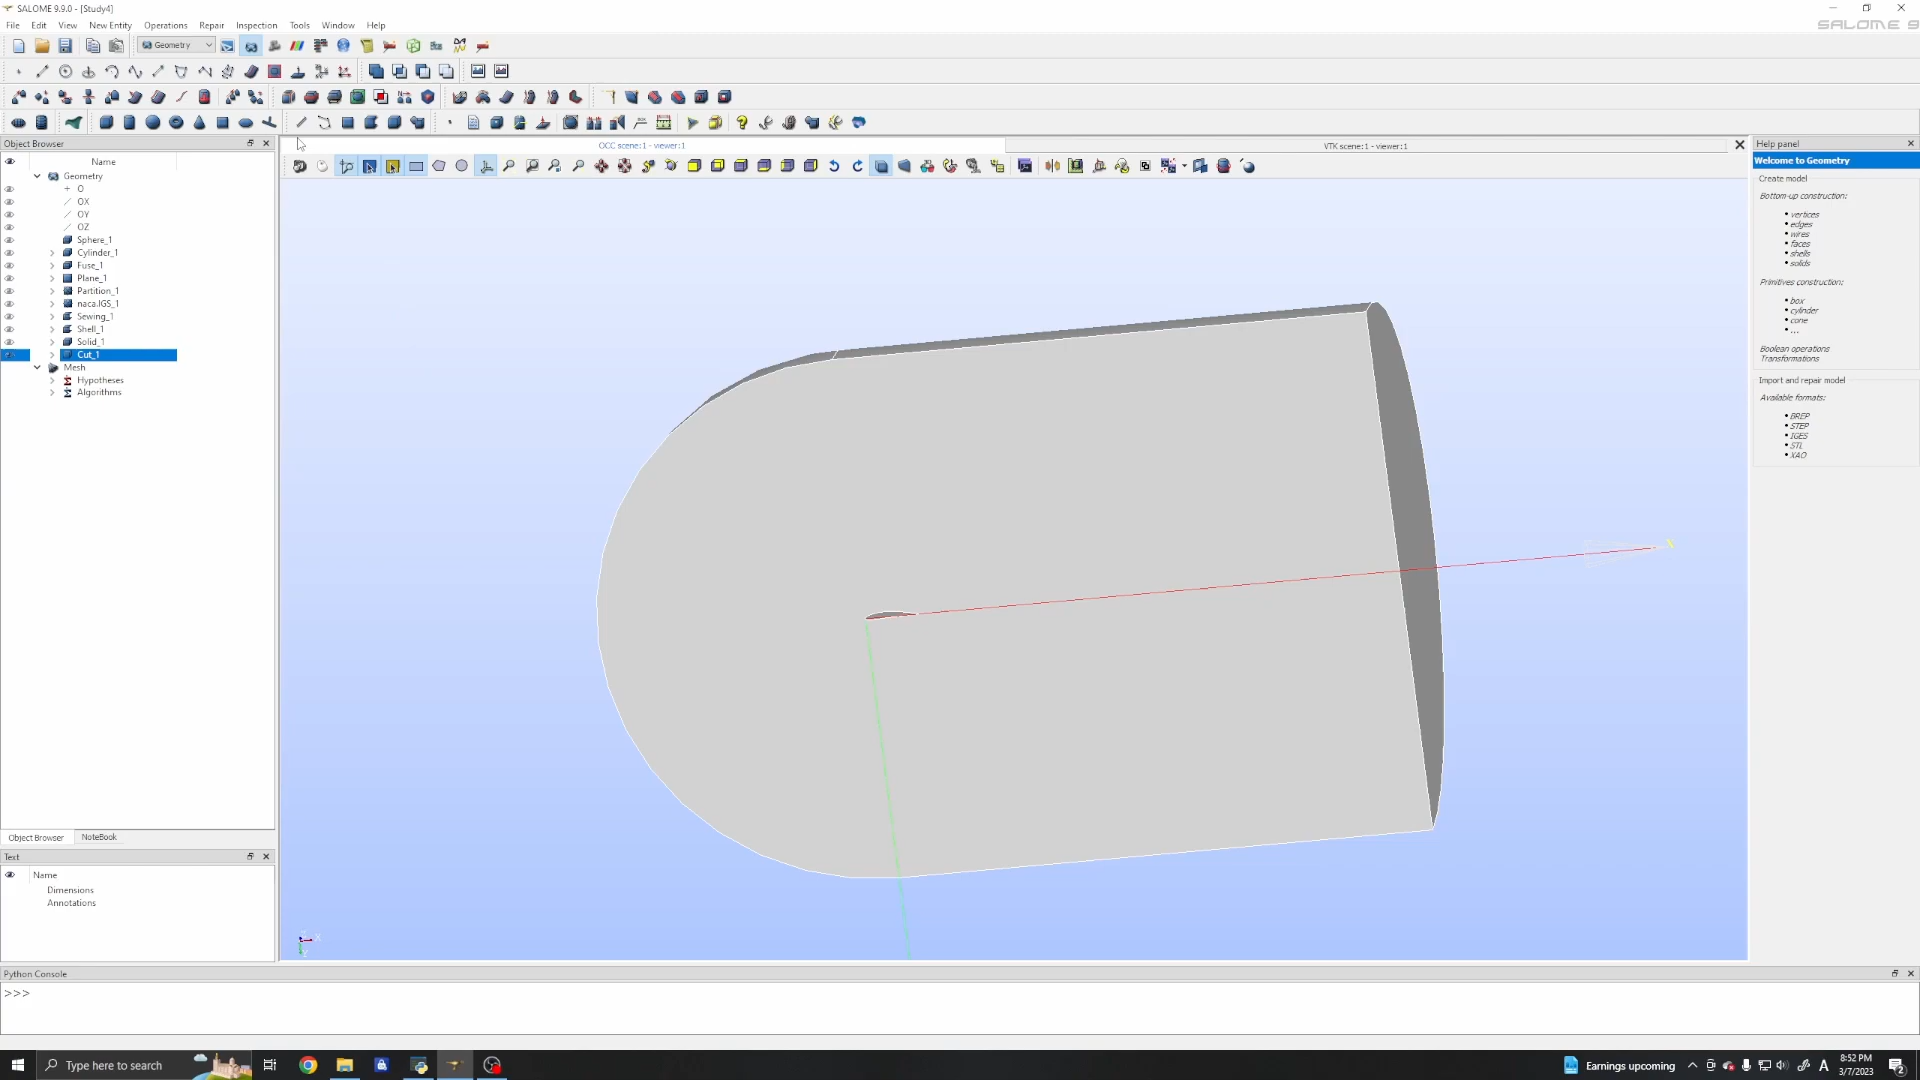 SALOME 9.9.0 - [Study4]
File Edit View New Entity Operations Repair Inspection Tools Window Help
SALOME 9
Geometry
Object Browser
OCC scene:1 - viewer:1
VTK scene:1 - viewer:1
Help panel
Name
Welcome to Geometry
Geometry
O
OX
OY
OZ
Sphere_1
Cylinder_1
Fuse_1
Plane_1
Partition_1
naca.IGS_1
Sewing_1
Shell_1
Solid_1
Cut_1
Mesh
Hypotheses
Algorithms
Create model
Bottom-up construction:
• vertices
• edges
• wires
• faces
• shells
• solids
Primitives construction:
• box
• cylinder
• cone
• ...
Boolean operations
Transformations
Import and repair model
Available formats:
• BREP
• STEP
• IGES
• STL
• XAO
X
Object Browser NoteBook
Text
Name
Dimensions
Annotations
Python Console
>>>
Type here to search
Earnings upcoming
A
8:52 PM
3/7/2023
2